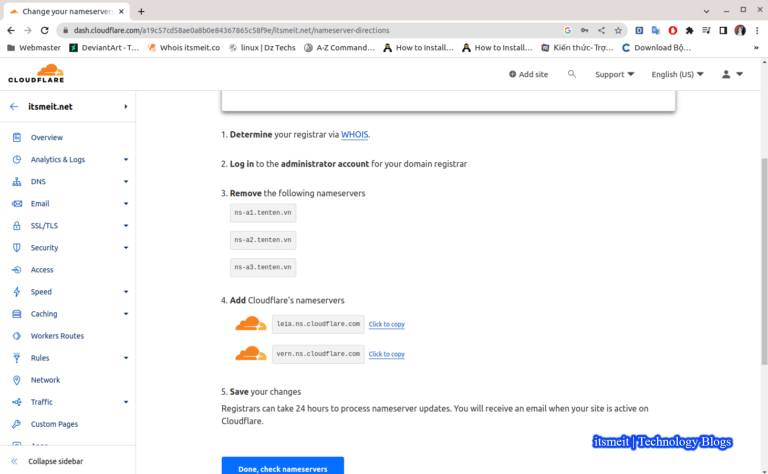 Change your nameservers
dash.cloudflare.com/a19c57cd58ae0a8b0e84367865c58f9e/itsmeit.net/nameserver-directions
Webmaster DeviantArt - T… Whois itsmeit.co linux | Dz Techs A-Z Command… How to Install… How to Install… Kiến thức- Trợ… Download Bộ… »
CLOUDFLARE Add site Support English (US)
itsmeit.net
Overview
Analytics & Logs
DNS
Email
SSL/TLS
Security
Access
Speed
Caching
Workers Routes
Rules
Network
Traffic
Custom Pages
Apps
Collapse sidebar
1. Determine your registrar via WHOIS.
2. Log in to the administrator account for your domain registrar
3. Remove the following nameservers
ns-a1.tenten.vn
ns-a2.tenten.vn
ns-a3.tenten.vn
4. Add Cloudflare's nameservers
leia.ns.cloudflare.com Click to copy
vern.ns.cloudflare.com Click to copy
5. Save your changes
Registrars can take 24 hours to process nameserver updates. You will receive an email when your site is active on
Cloudflare.
itsmeit | Technology Blogs
Done, check nameservers